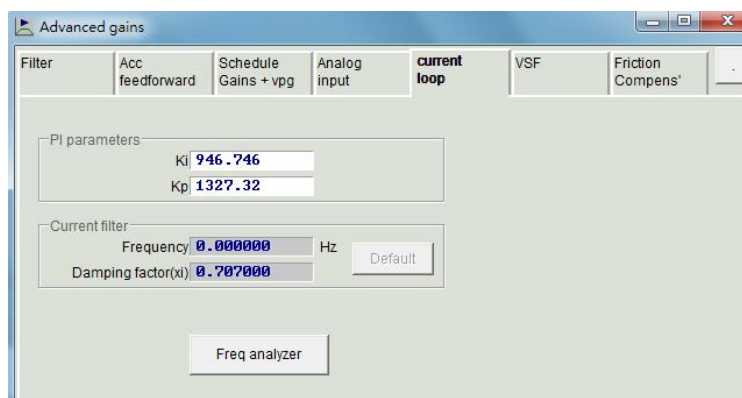 Advanced gains
Filter
Acc
feedforward
Schedule
Gains + vpg
Analog
input
current
loop
VSF
Friction
Compens'
.
PI parameters
Ki 946.746
Kp 1327.32
Current filter
Frequency 0.000000 Hz
Damping factor(xi) 0.707000
Default
Freq analyzer